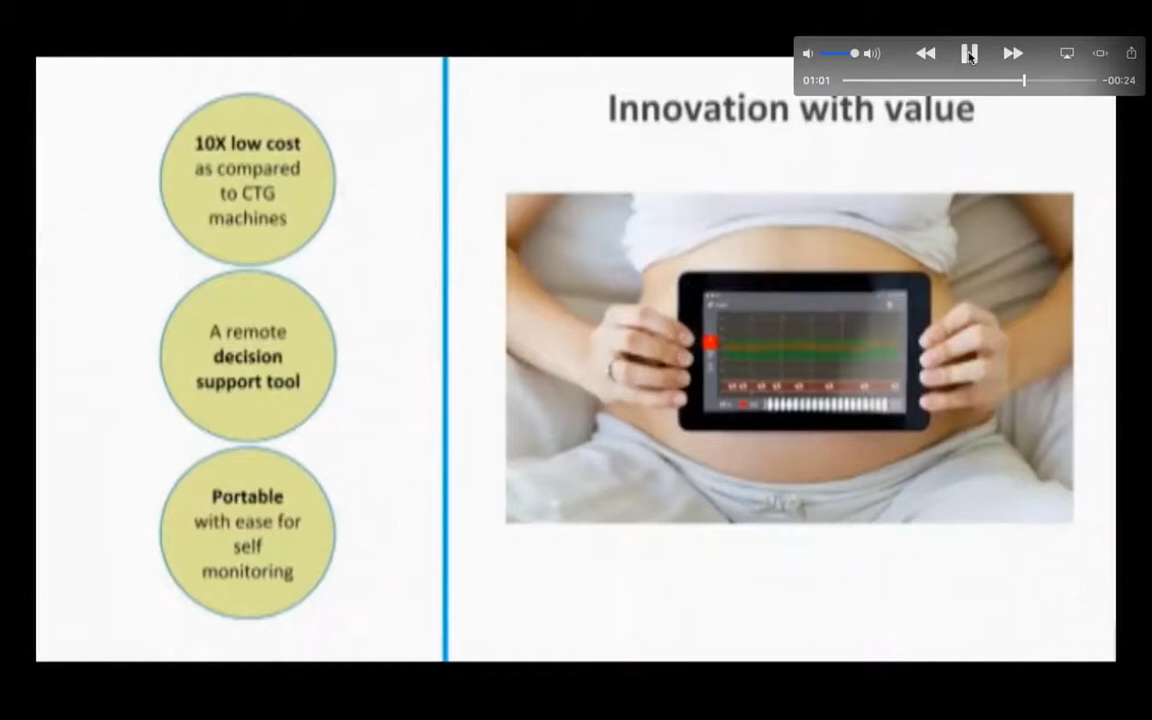 10X low cost
as compared
to CTG
machines
A remote
decision
support tool
Portable
with ease for
self
monitoring
01:01
-00:24
Innovation with value